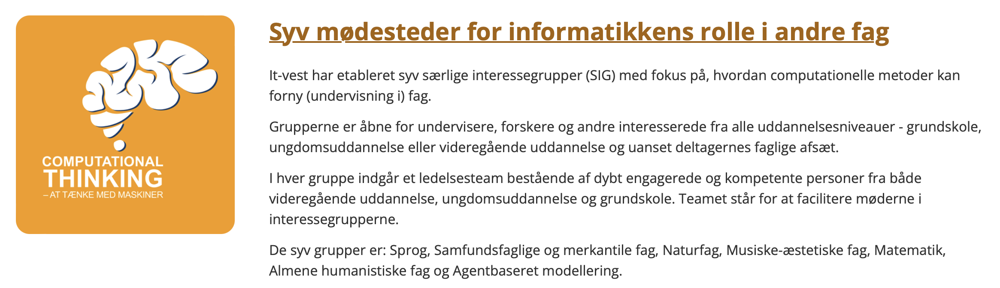 COMPUTATIONAL
THINKING
– AT TÆNKE MED MASKINER
Syv mødesteder for informatikkens rolle i andre fag
It-vest har etableret syv særlige interessegrupper (SIG) med fokus på, hvordan computationelle metoder kan
forny (undervisning i) fag.
Grupperne er åbne for undervisere, forskere og andre interesserede fra alle uddannelsesniveauer - grundskole,
ungdomsuddannelse eller videregående uddannelse og uanset deltagernes faglige afsæt.
I hver gruppe indgår et ledelsesteam bestående af dybt engagerede og kompetente personer fra både
videregående uddannelse, ungdomsuddannelse og grundskole. Teamet står for at facilitere møderne i
interessegrupperne.
De syv grupper er: Sprog, Samfundsfaglige og merkantile fag, Naturfag, Musiske-æstetiske fag, Matematik,
Almene humanistiske fag og Agentbaseret modellering.